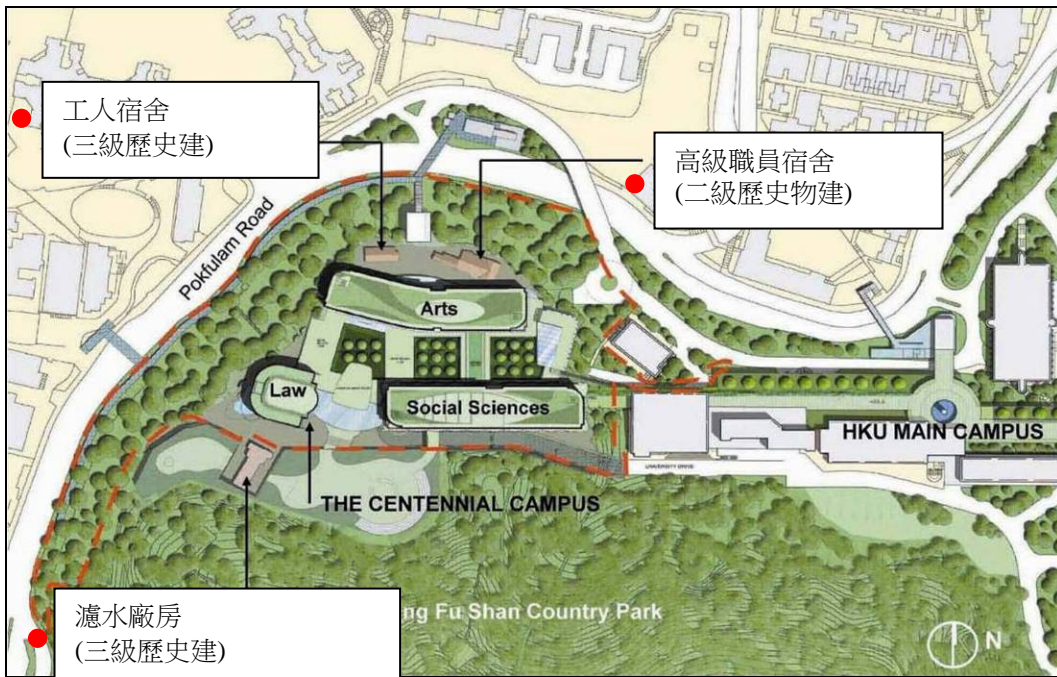 工人宿舍
(三級歷史建)
高級職員宿舍
(二級歷史物建)
Pokfulam Road
Arts
Law
Social Sciences
HKU MAIN CAMPUS
UNIVERSITY DRIVE
THE CENTENNIAL CAMPUS
濾水廠房
(三級歷史建)
ng Fu Shan Country Park
N